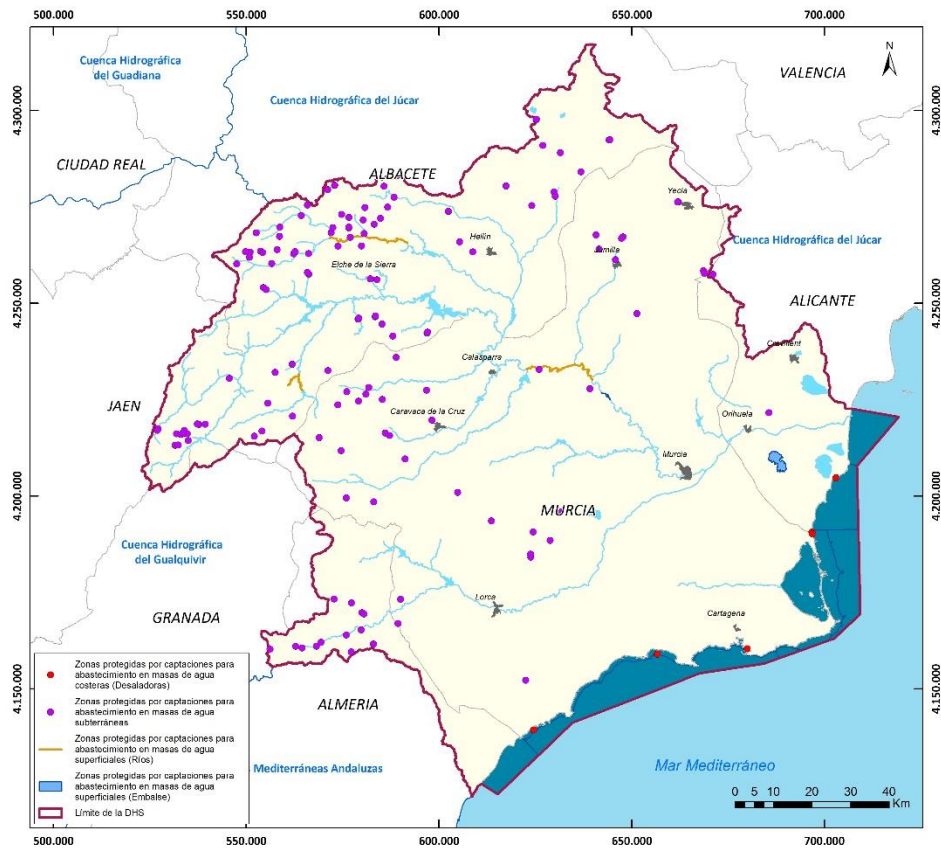 500.000 550.000 600.000 650.000 700.000
Cuenca Hidrográfica
del Guadiana
N
VALENCIA
Cuenca Hidrográfica del Júcar
4.300.000
4.300.000
CIUDAD REAL
ALBACETE
Yecla
Hellín
Jumilla
Cuenca Hidrográfica del Júcar
Elche de la Sierra
4.250.000
4.250.000
ALICANTE
Crevillent
Calasparra
JAEN
Caravaca de la Cruz
Orihuela
Murcia
4.200.000
4.200.000
MURCIA
Cuenca Hidrográfica
del Gualquivir
Lorca
Cartagena
GRANADA
Zonas protegidas por captaciones para
abastecimiento en masas de agua
costeras (Desaladoras)
Zonas protegidas por captaciones para
abastecimiento en masas de agua
subterráneas
Zonas protegidas por captaciones para
abastecimiento en masas de agua
superficiales (Ríos)
Zonas protegidas por captaciones para
abastecimiento en masas de agua
superficiales (Embalse)
Límite de la DHS
4.150.000
4.150.000
ALMERIA
s Mediterráneas Andaluzas
Mar Mediterráneo
0 5 10 20 30 40
Km
500.000 550.000 600.000 650.000 700.000